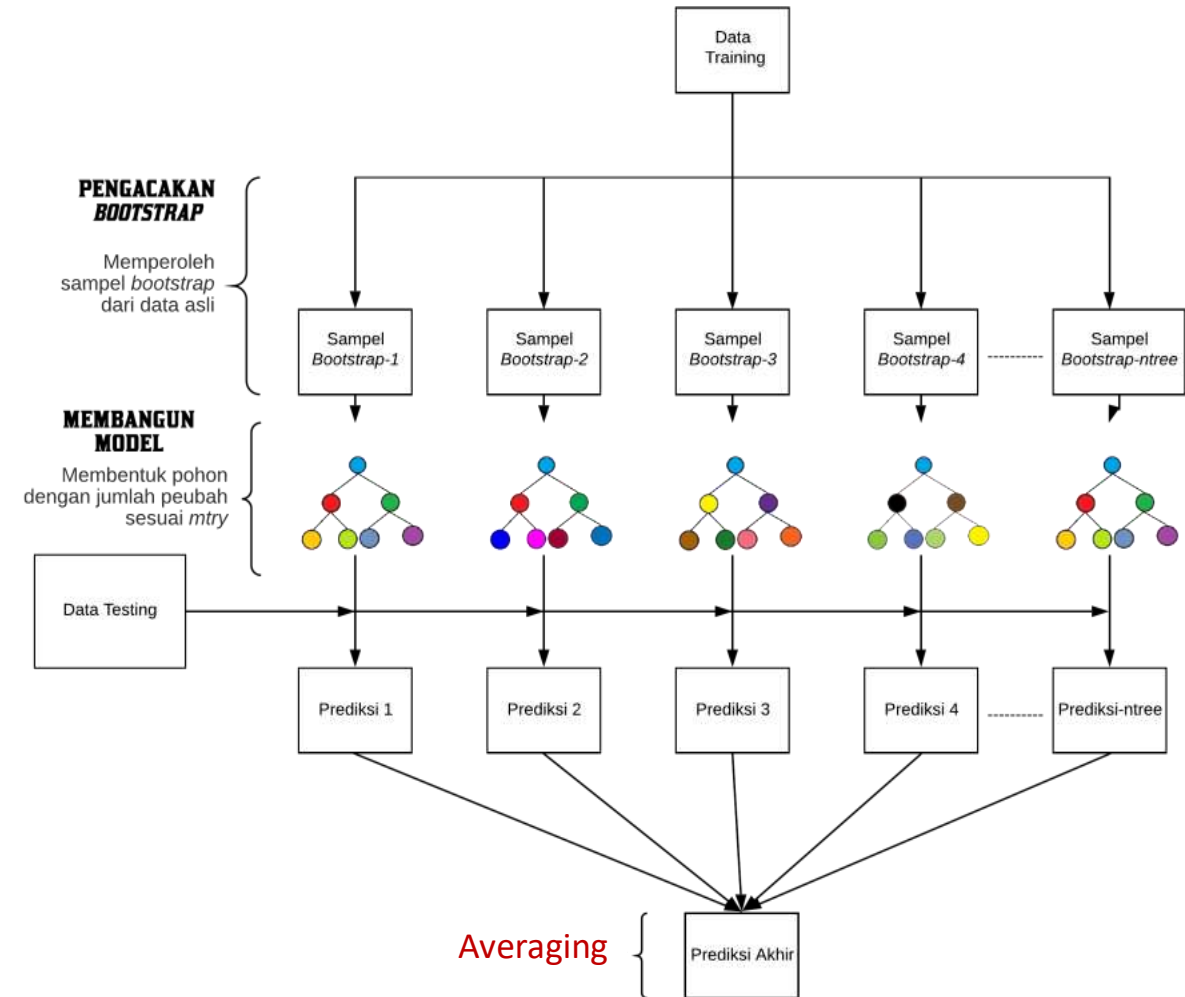 Data
Training
PENGACAKAN
BOOTSTRAP
Memperoleh
sampel bootstrap
dari data asli
Sampel
Bootstrap-1
Sampel
Bootstrap-2
Sampel
Bootstrap-3
Sampel
Bootstrap-4
Sampel
Bootstrap-ntree
MEMBANGUN
MODEL
Membentuk pohon
dengan jumlah peubah
sesuai mtry
Data Testing
Prediksi 1
Prediksi 2
Prediksi 3
Prediksi 4
Prediksi-ntree
Averaging
Prediksi Akhir